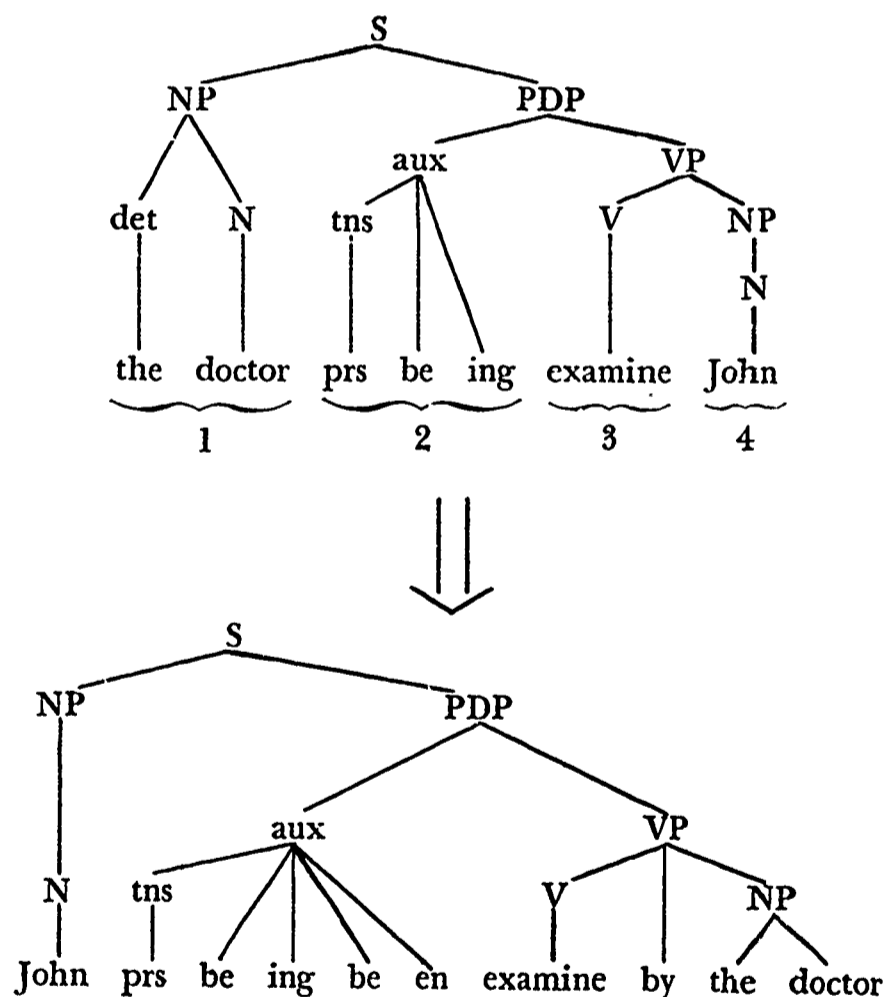 S
NP PDP
aux VP
det N tns V NP
N
the doctor prs be ing examine John
1 2 3 4
S
NP PDP
aux VP
N tns V NP
John prs be ing be en examine by the doctor